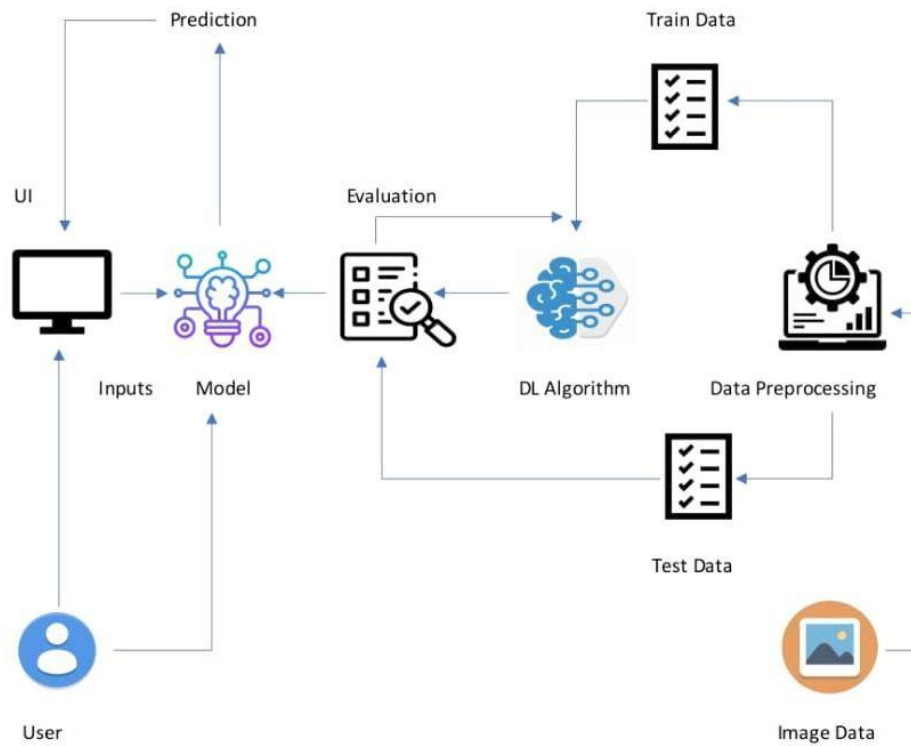 Prediction
Train Data
UI
Evaluation
Inputs
Model
DL Algorithm
Data Preprocessing
Test Data
User
Image Data